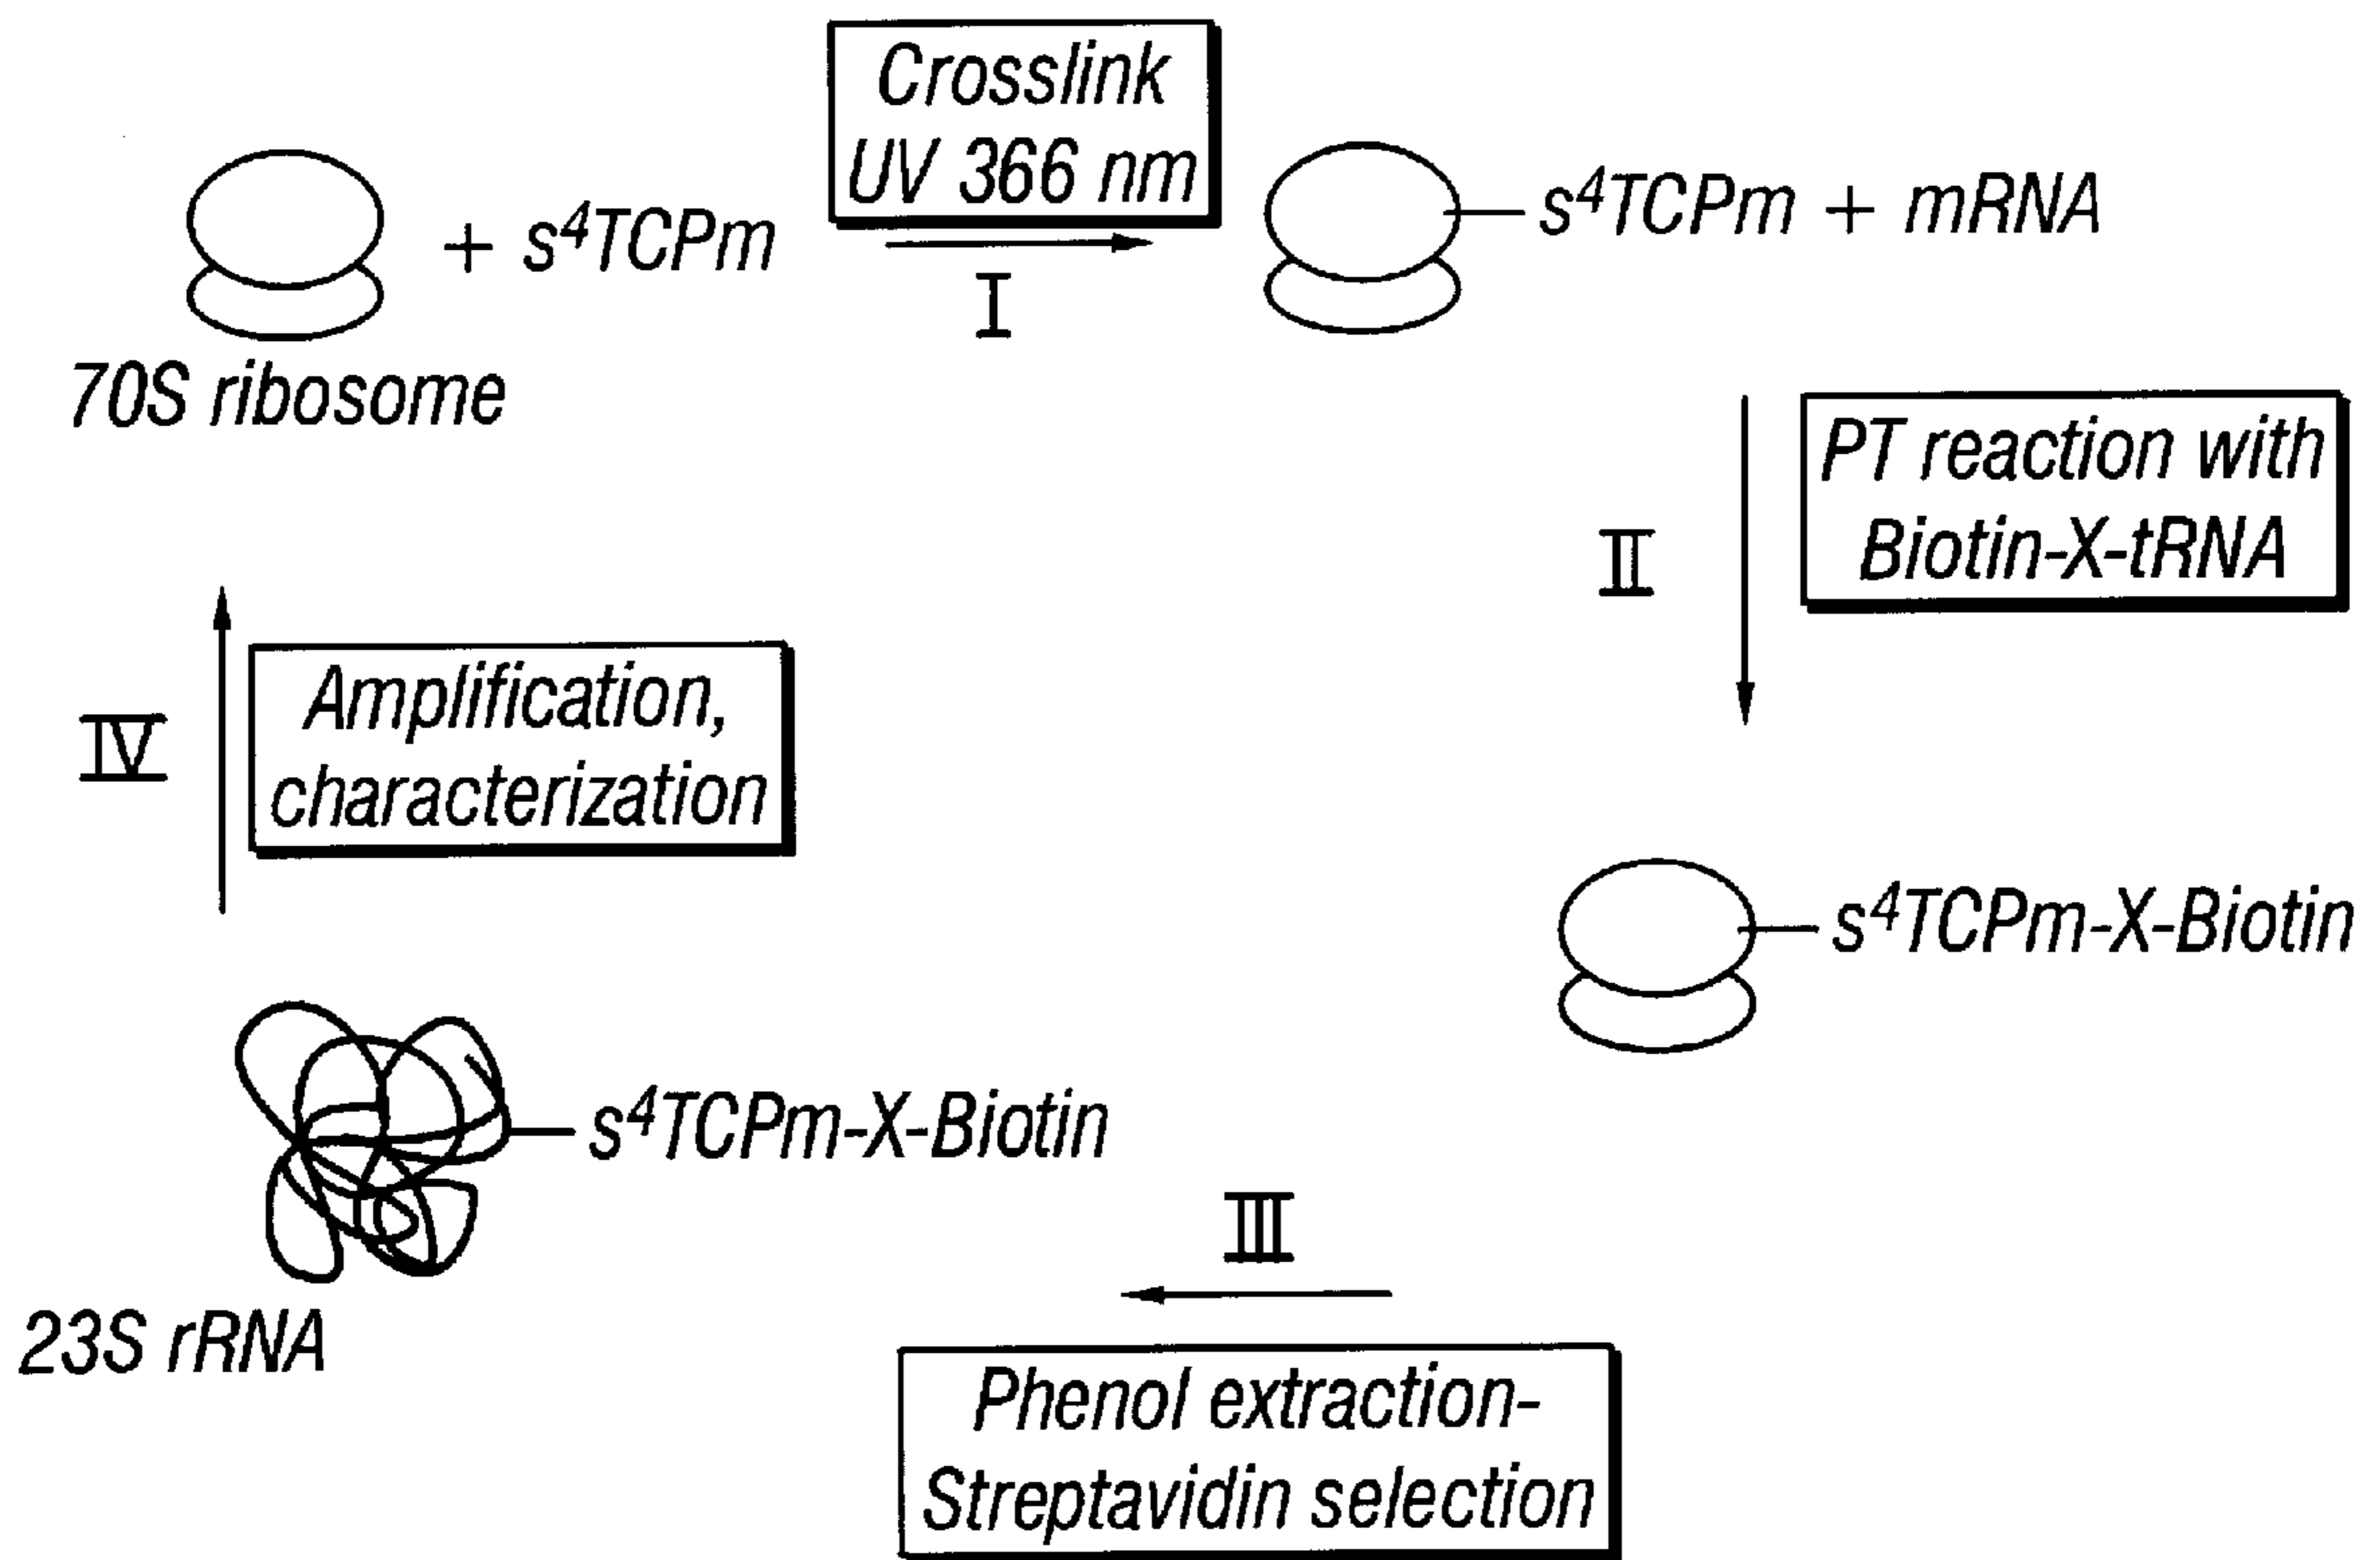 Crosslink
UV 366 nm
+ s⁴TCPm
I
s⁴TCPm + mRNA
70S ribosome
PT reaction with
Biotin-X-tRNA
II
Amplification,
characterization
IV
s⁴TCPm-X-Biotin
s⁴TCPm-X-Biotin
23S rRNA
III
Phenol extraction-
Streptavidin selection